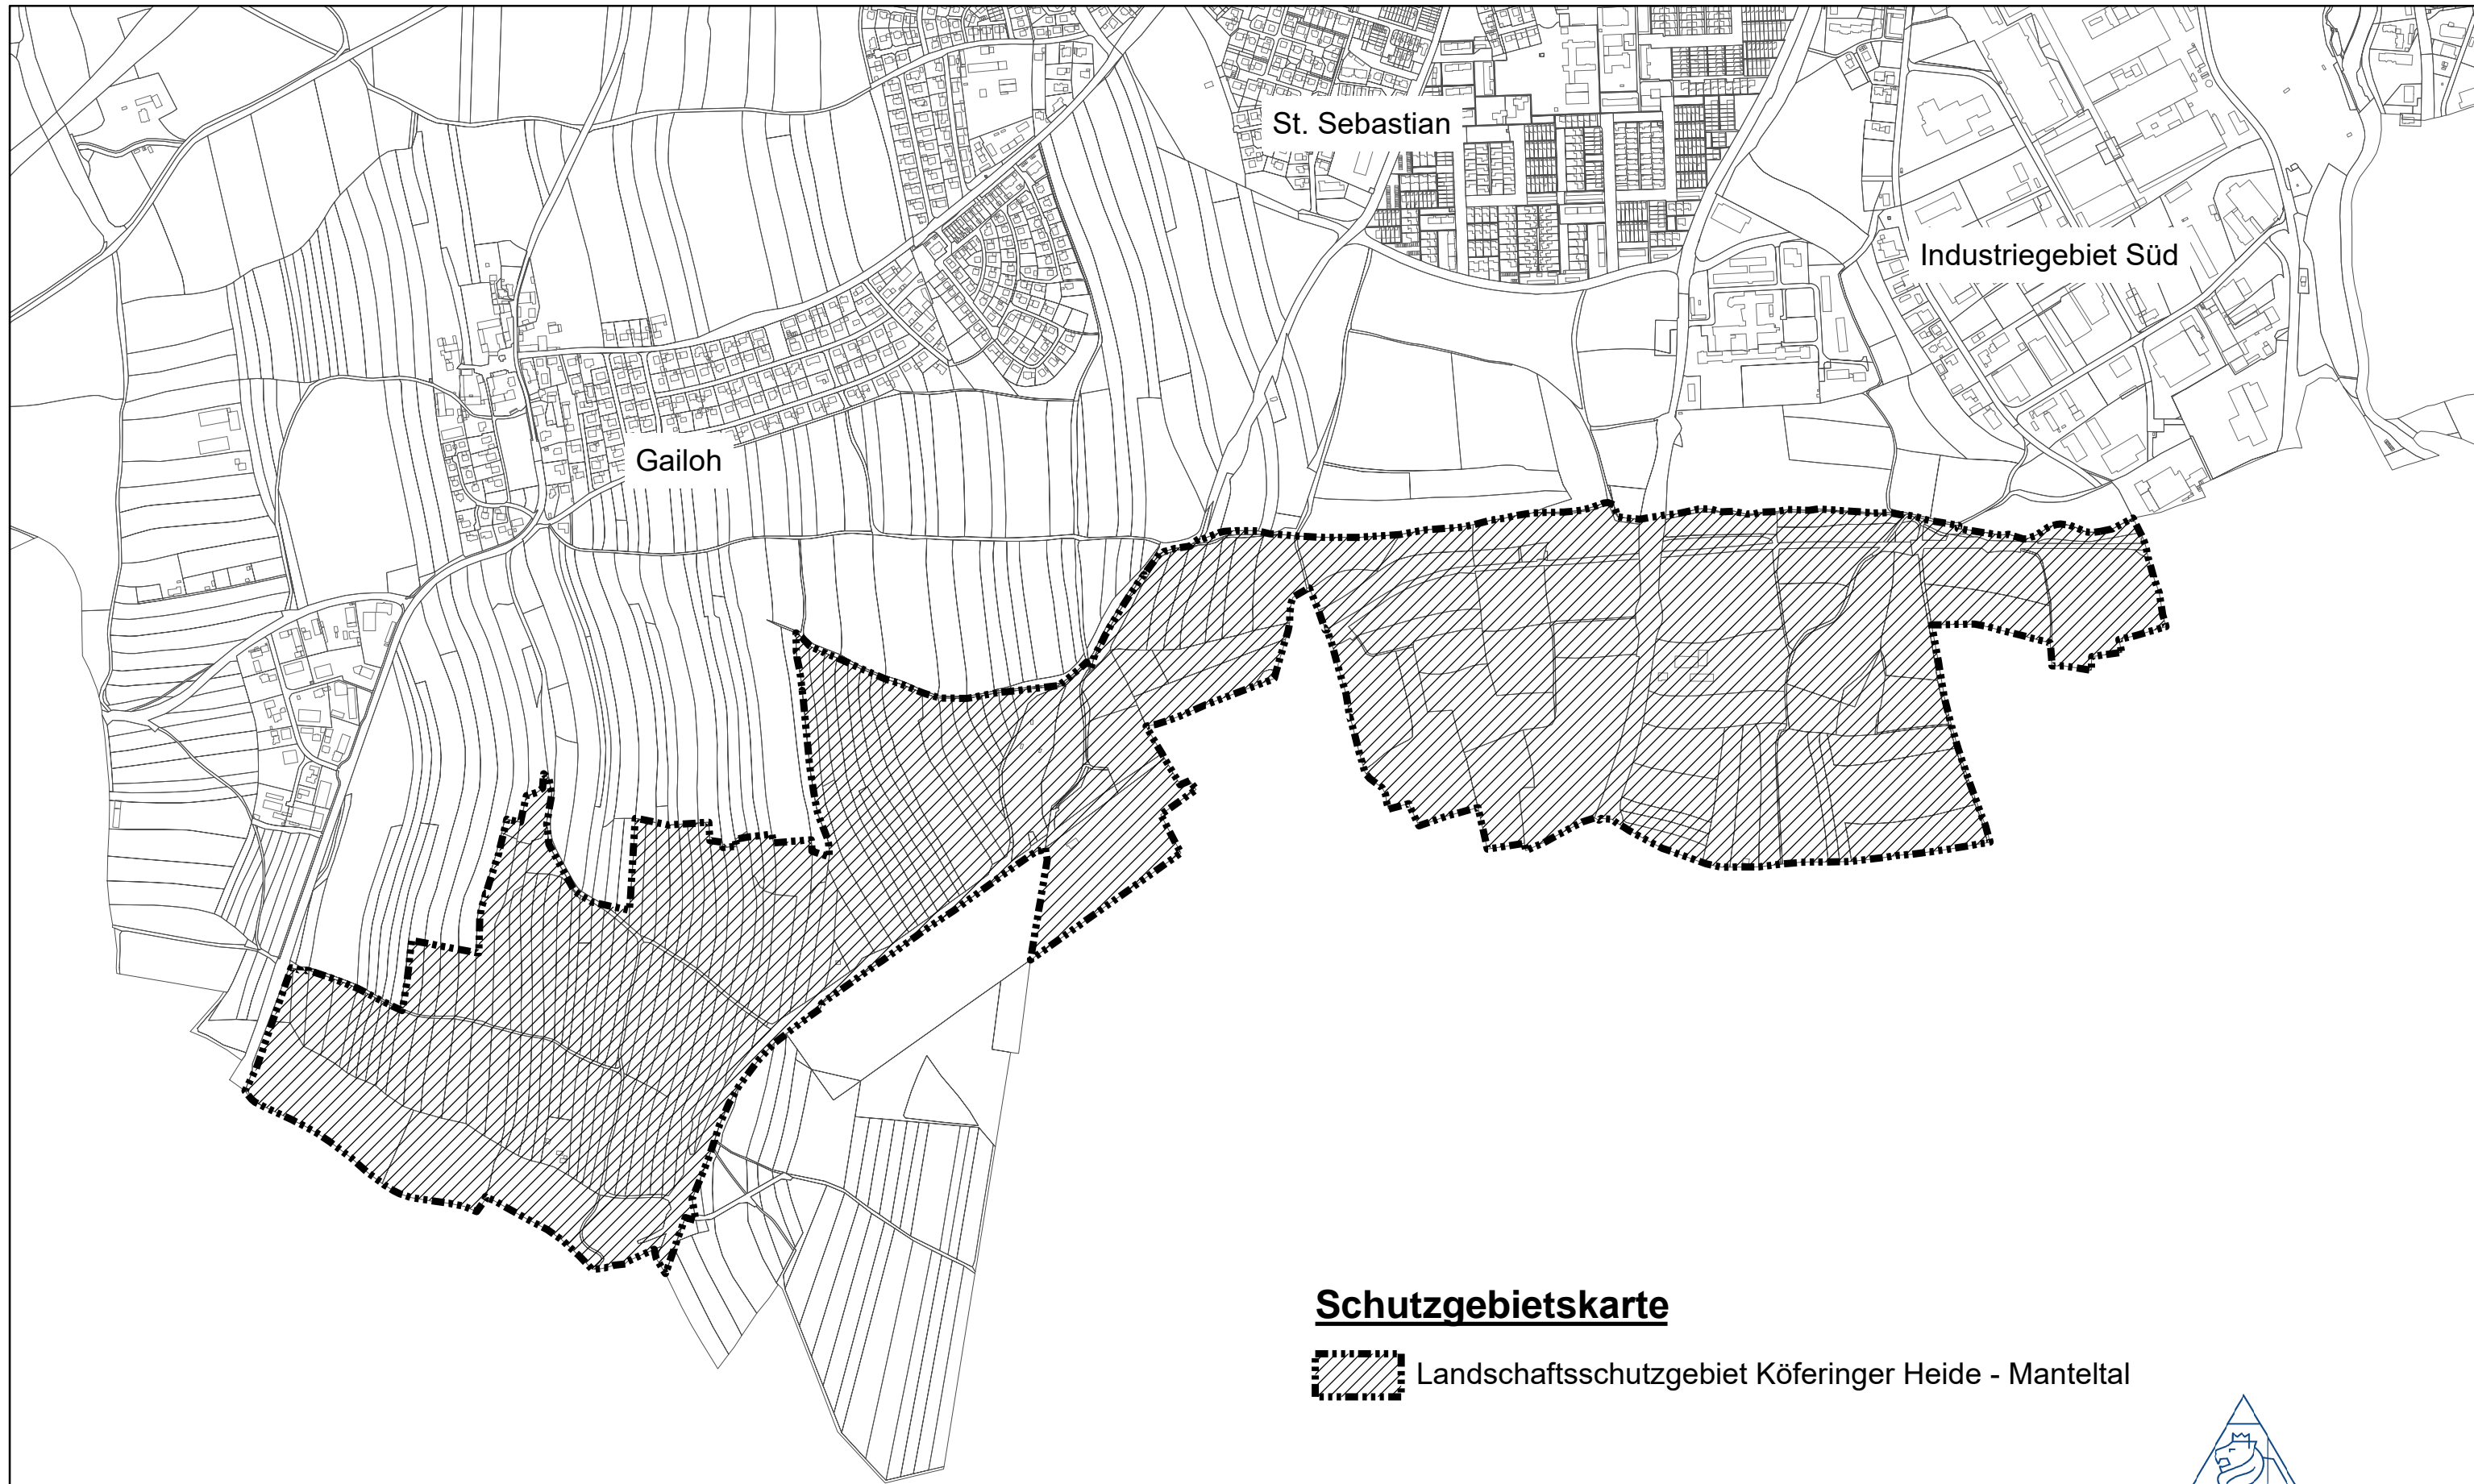 St. Sebastian
Industriegebiet Süd
Gailoh
Schutzgebietskarte
Landschaftsschutzgebiet Köferinger Heide - Manteltal